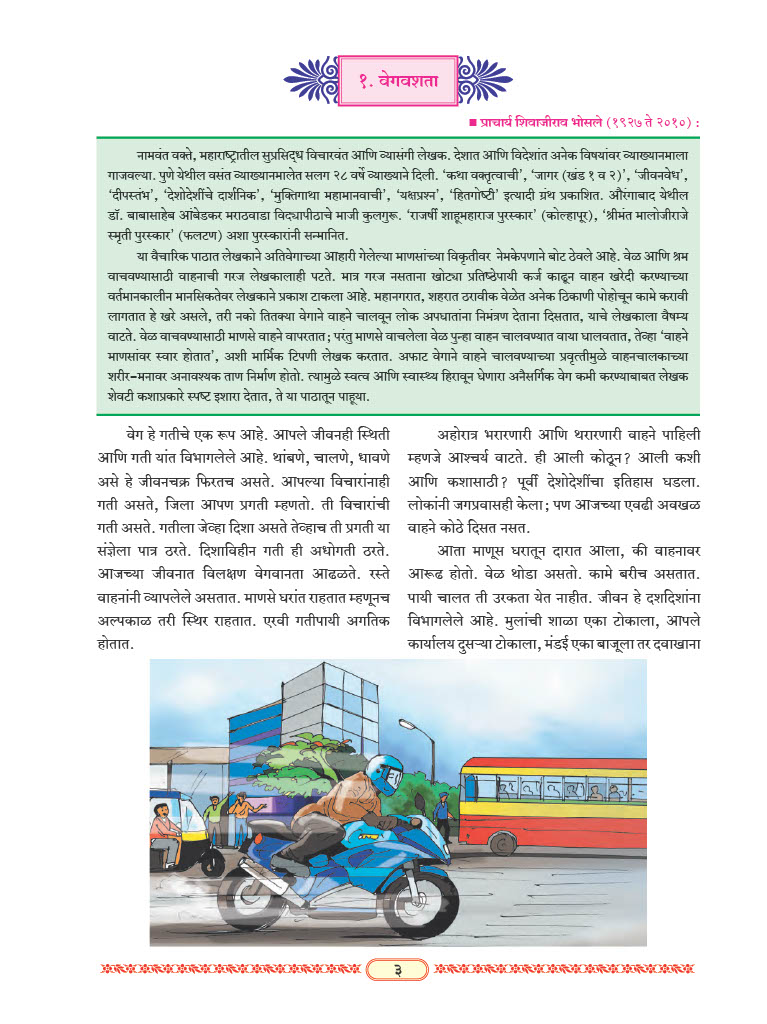 १. वेगवशता
■ प्राचार्य शिवाजीराव भोसले (१९२७ ते २०१०) :
नामवंत वक्ते, महाराष्ट्रातील सुप्रसिद्ध विचारवंत आणि व्यासंगी लेखक. देशात आणि विदेशांत अनेक विषयांवर व्याख्यानमाला
गाजवल्या. पुणे येथील वसंत व्याख्यानमालेत सलग २८ वर्षे व्याख्याने दिली. ‘कथा वक्तृत्वाची’, ‘जागर (खंड १ व २)’, ‘जीवनवेध’,
‘दीपस्तंभ’, ‘देशोदेशींचे दार्शनिक’, ‘मुक्तिगाथा महामानवाची’, ‘यक्षप्रश्न’, ‘हितगोष्टी’ इत्यादी ग्रंथ प्रकाशित. औरंगाबाद येथील
डॉ. बाबासाहेब आंबेडकर मराठवाडा विद्यापीठाचे माजी कुलगुरू. ‘राजर्षी शाहूमहाराज पुरस्कार’ (कोल्हापूर), ‘श्रीमंत मालोजीराजे
स्मृती पुरस्कार’ (फलटण) अशा पुरस्कारांनी सन्मानित.
या वैचारिक पाठात लेखकाने अतिवेगाच्या आहारी गेलेल्या माणसांच्या विकृतीवर नेमकेपणाने बोट ठेवले आहे. वेळ आणि श्रम
वाचवण्यासाठी वाहनाची गरज लेखकालाही पटते. मात्र गरज नसताना खोट्या प्रतिष्ठेपायी कर्ज काढून वाहन खरेदी करण्याच्या
वर्तमानकालीन मानसिकतेवर लेखकाने प्रकाश टाकला आहे. महानगरात, शहरात ठरावीक वेळेत अनेक ठिकाणी पोहोचून कामे करावी
लागतात हे खरे असले, तरी नको तितक्या वेगाने वाहने चालवून लोक अपघातांना निमंत्रण देताना दिसतात, याचे लेखकाला वैषम्य
वाटते. वेळ वाचवण्यासाठी माणसे वाहने वापरतात; परंतु माणसे वाचलेला वेळ पुन्हा वाहन चालवण्यात वाया घालवतात, तेव्हा ‘वाहने
माणसांवर स्वार होतात’, अशी मार्मिक टिपणी लेखक करतात. अफाट वेगाने वाहने चालवण्याच्या प्रवृत्तीमुळे वाहनचालकाच्या
शरीर-मनावर अनावश्यक ताण निर्माण होतो. त्यामुळे स्वत्व आणि स्वास्थ्य हिरावून घेणारा अनैसर्गिक वेग कमी करण्याबाबत लेखक
शेवटी कशाप्रकारे स्पष्ट इशारा देतात, ते या पाठातून पाहूया.
वेग हे गतीचे एक रूप आहे. आपले जीवनही स्थिती
आणि गती यांत विभागलेले आहे. थांबणे, चालणे, धावणे
असे हे जीवनचक्र फिरतच असते. आपल्या विचारांनाही
गती असते, जिला आपण प्रगती म्हणतो. ती विचारांची
गती असते. गतीला जेव्हा दिशा असते तेव्हाच ती प्रगती या
संज्ञेला पात्र ठरते. दिशाविहीन गती ही अधोगती ठरते.
आजच्या जीवनात विलक्षण वेगवानता आढळते. रस्ते
वाहनांनी व्यापलेले असतात. माणसे घरांत राहतात म्हणूनच
अल्पकाळ तरी स्थिर राहतात. एरवी गतीपायी अगतिक
होतात.
अहोरात्र भरारणारी आणि थरारणारी वाहने पाहिली
म्हणजे आश्चर्य वाटते. ही आली कोठून? आली कशी
आणि कशासाठी? पूर्वी देशोदेशींचा इतिहास घडला.
लोकांनी जगप्रवासही केला; पण आजच्या एवढी अवखळ
वाहने कोठे दिसत नसत.
आता माणूस घरातून दारात आला, की वाहनावर
आरूढ होतो. वेळ थोडा असतो. कामे बरीच असतात.
पायी चालत ती उरकता येत नाहीत. जीवन हे दशदिशांना
विभागलेले आहे. मुलांची शाळा एका टोकाला, आपले
कार्यालय दुसऱ्या टोकाला, मंडई एका बाजूला तर दवाखाना
३